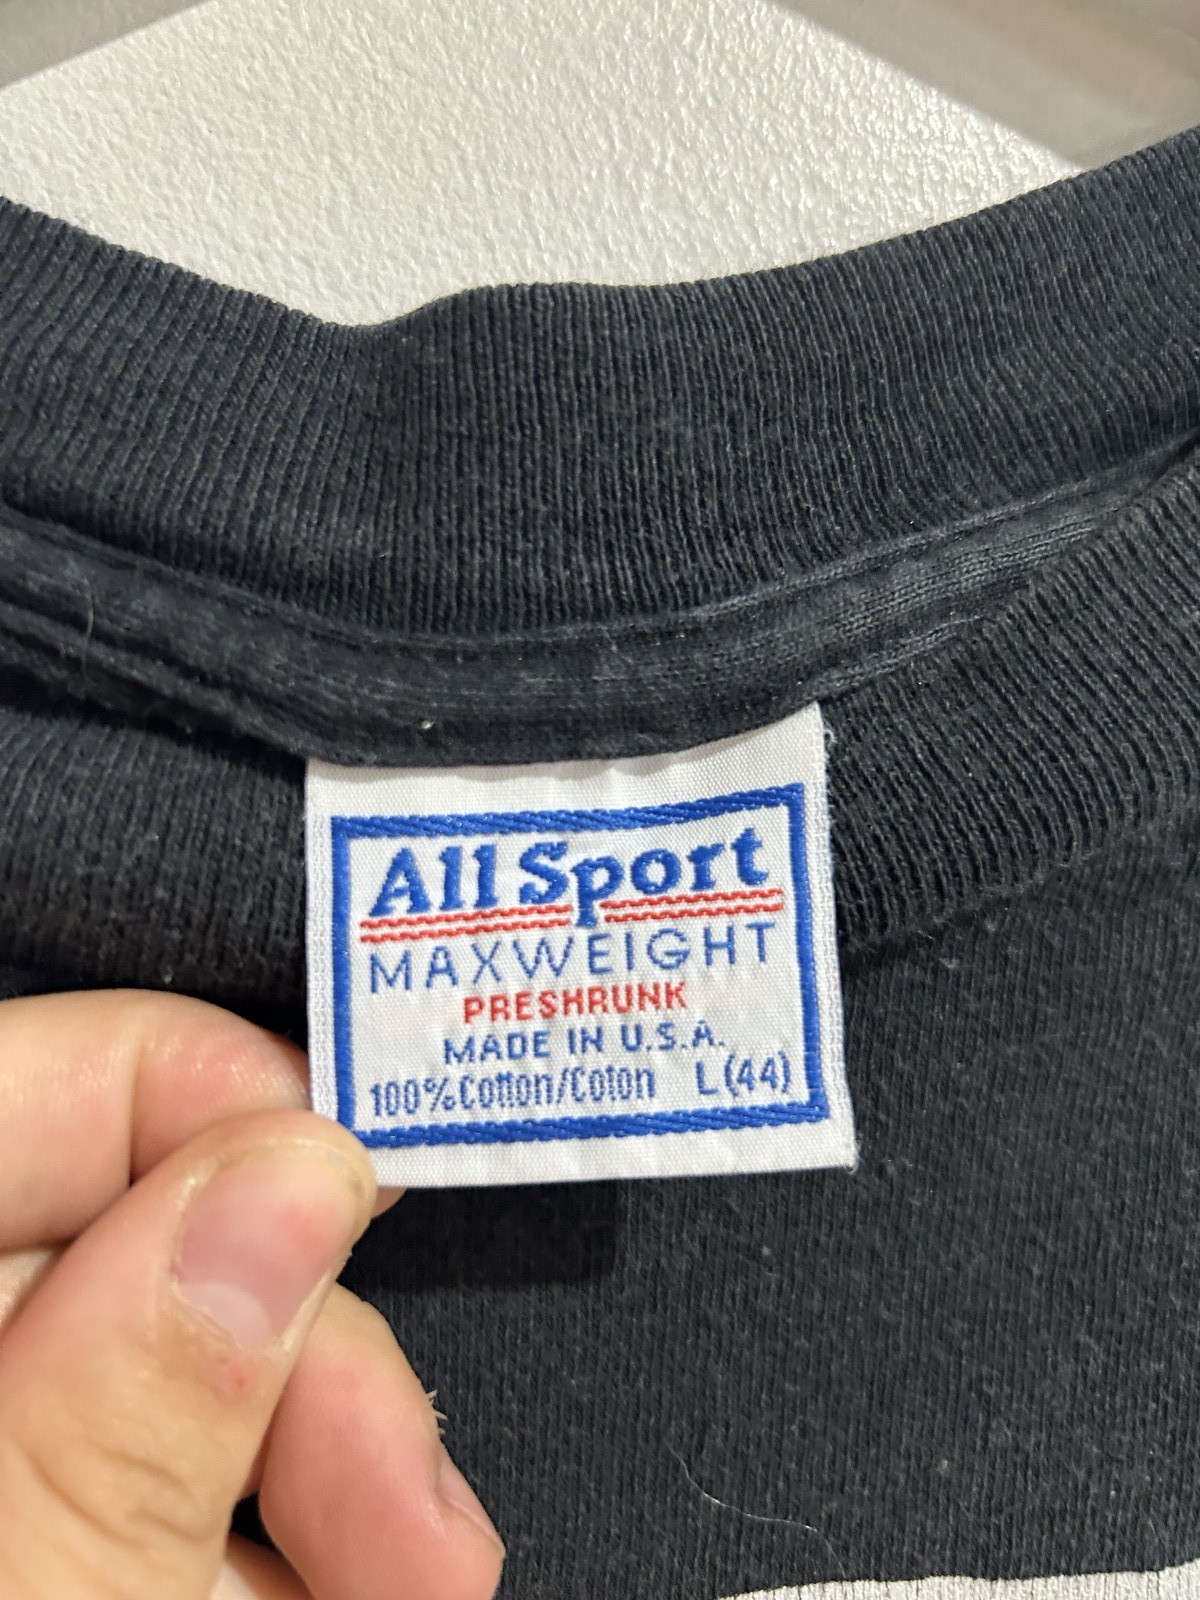 All Sport
MAXWEIGHT
PRESHRUNK
MADE IN U.S.A.
100% Cotton/Coton L (44)